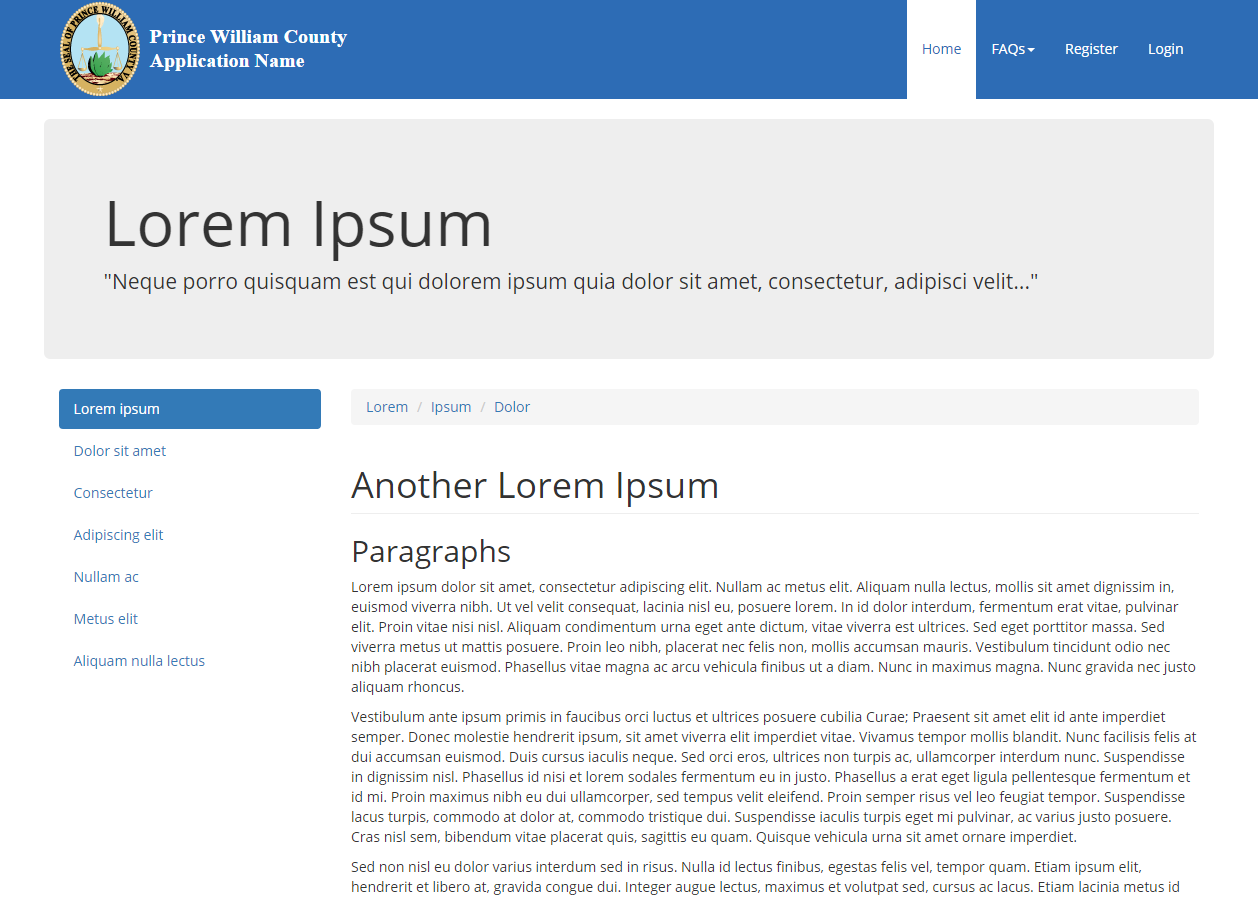 THE SEAL OF PRINCE WILLIAM COUNTY VA
Prince William County
Application Name
Home
FAQs
Register
Login
Lorem Ipsum
"Neque porro quisquam est qui dolorem ipsum quia dolor sit amet, consectetur, adipisci velit..."
Lorem ipsum
Dolor sit amet
Consectetur
Adipiscing elit
Nullam ac
Metus elit
Aliquam nulla lectus
Lorem / Ipsum / Dolor
Another Lorem Ipsum
Paragraphs
Lorem ipsum dolor sit amet, consectetur adipiscing elit. Nullam ac metus elit. Aliquam nulla lectus, mollis sit amet dignissim in,
euismod viverra nibh. Ut vel velit consequat, lacinia nisl eu, posuere lorem. In id dolor interdum, fermentum erat vitae, pulvinar
elit. Proin vitae nisi nisl. Aliquam condimentum urna eget ante dictum, vitae viverra est ultrices. Sed eget porttitor massa. Sed
viverra metus ut mattis posuere. Proin leo nibh, placerat nec felis non, mollis accumsan mauris. Vestibulum tincidunt odio nec
nibh placerat euismod. Phasellus vitae magna ac arcu vehicula finibus ut a diam. Nunc in maximus magna. Nunc gravida nec justo
aliquam rhoncus.
Vestibulum ante ipsum primis in faucibus orci luctus et ultrices posuere cubilia Curae; Praesent sit amet elit id ante imperdiet
semper. Donec molestie hendrerit ipsum, sit amet viverra elit imperdiet vitae. Vivamus tempor mollis blandit. Nunc facilisis felis at
dui accumsan euismod. Duis cursus iaculis neque. Sed orci eros, ultrices non turpis ac, ullamcorper interdum nunc. Suspendisse
in dignissim nisl. Phasellus id nisi et lorem sodales fermentum eu in justo. Phasellus a erat eget ligula pellentesque fermentum et
id mi. Proin maximus nibh eu dui ullamcorper, sed tempus velit eleifend. Proin semper risus vel leo feugiat tempor. Suspendisse
lacus turpis, commodo at dolor at, commodo tristique dui. Suspendisse iaculis turpis eget mi pulvinar, ac varius justo posuere.
Cras nisl sem, bibendum vitae placerat quis, sagittis eu quam. Quisque vehicula urna sit amet ornare imperdiet.
Sed non nisl eu dolor varius interdum sed in risus. Nulla id lectus finibus, egestas felis vel, tempor quam. Etiam ipsum elit,
hendrerit et libero at, gravida congue dui. Integer augue lectus, maximus et volutpat sed, cursus ac lacus. Etiam lacinia metus id